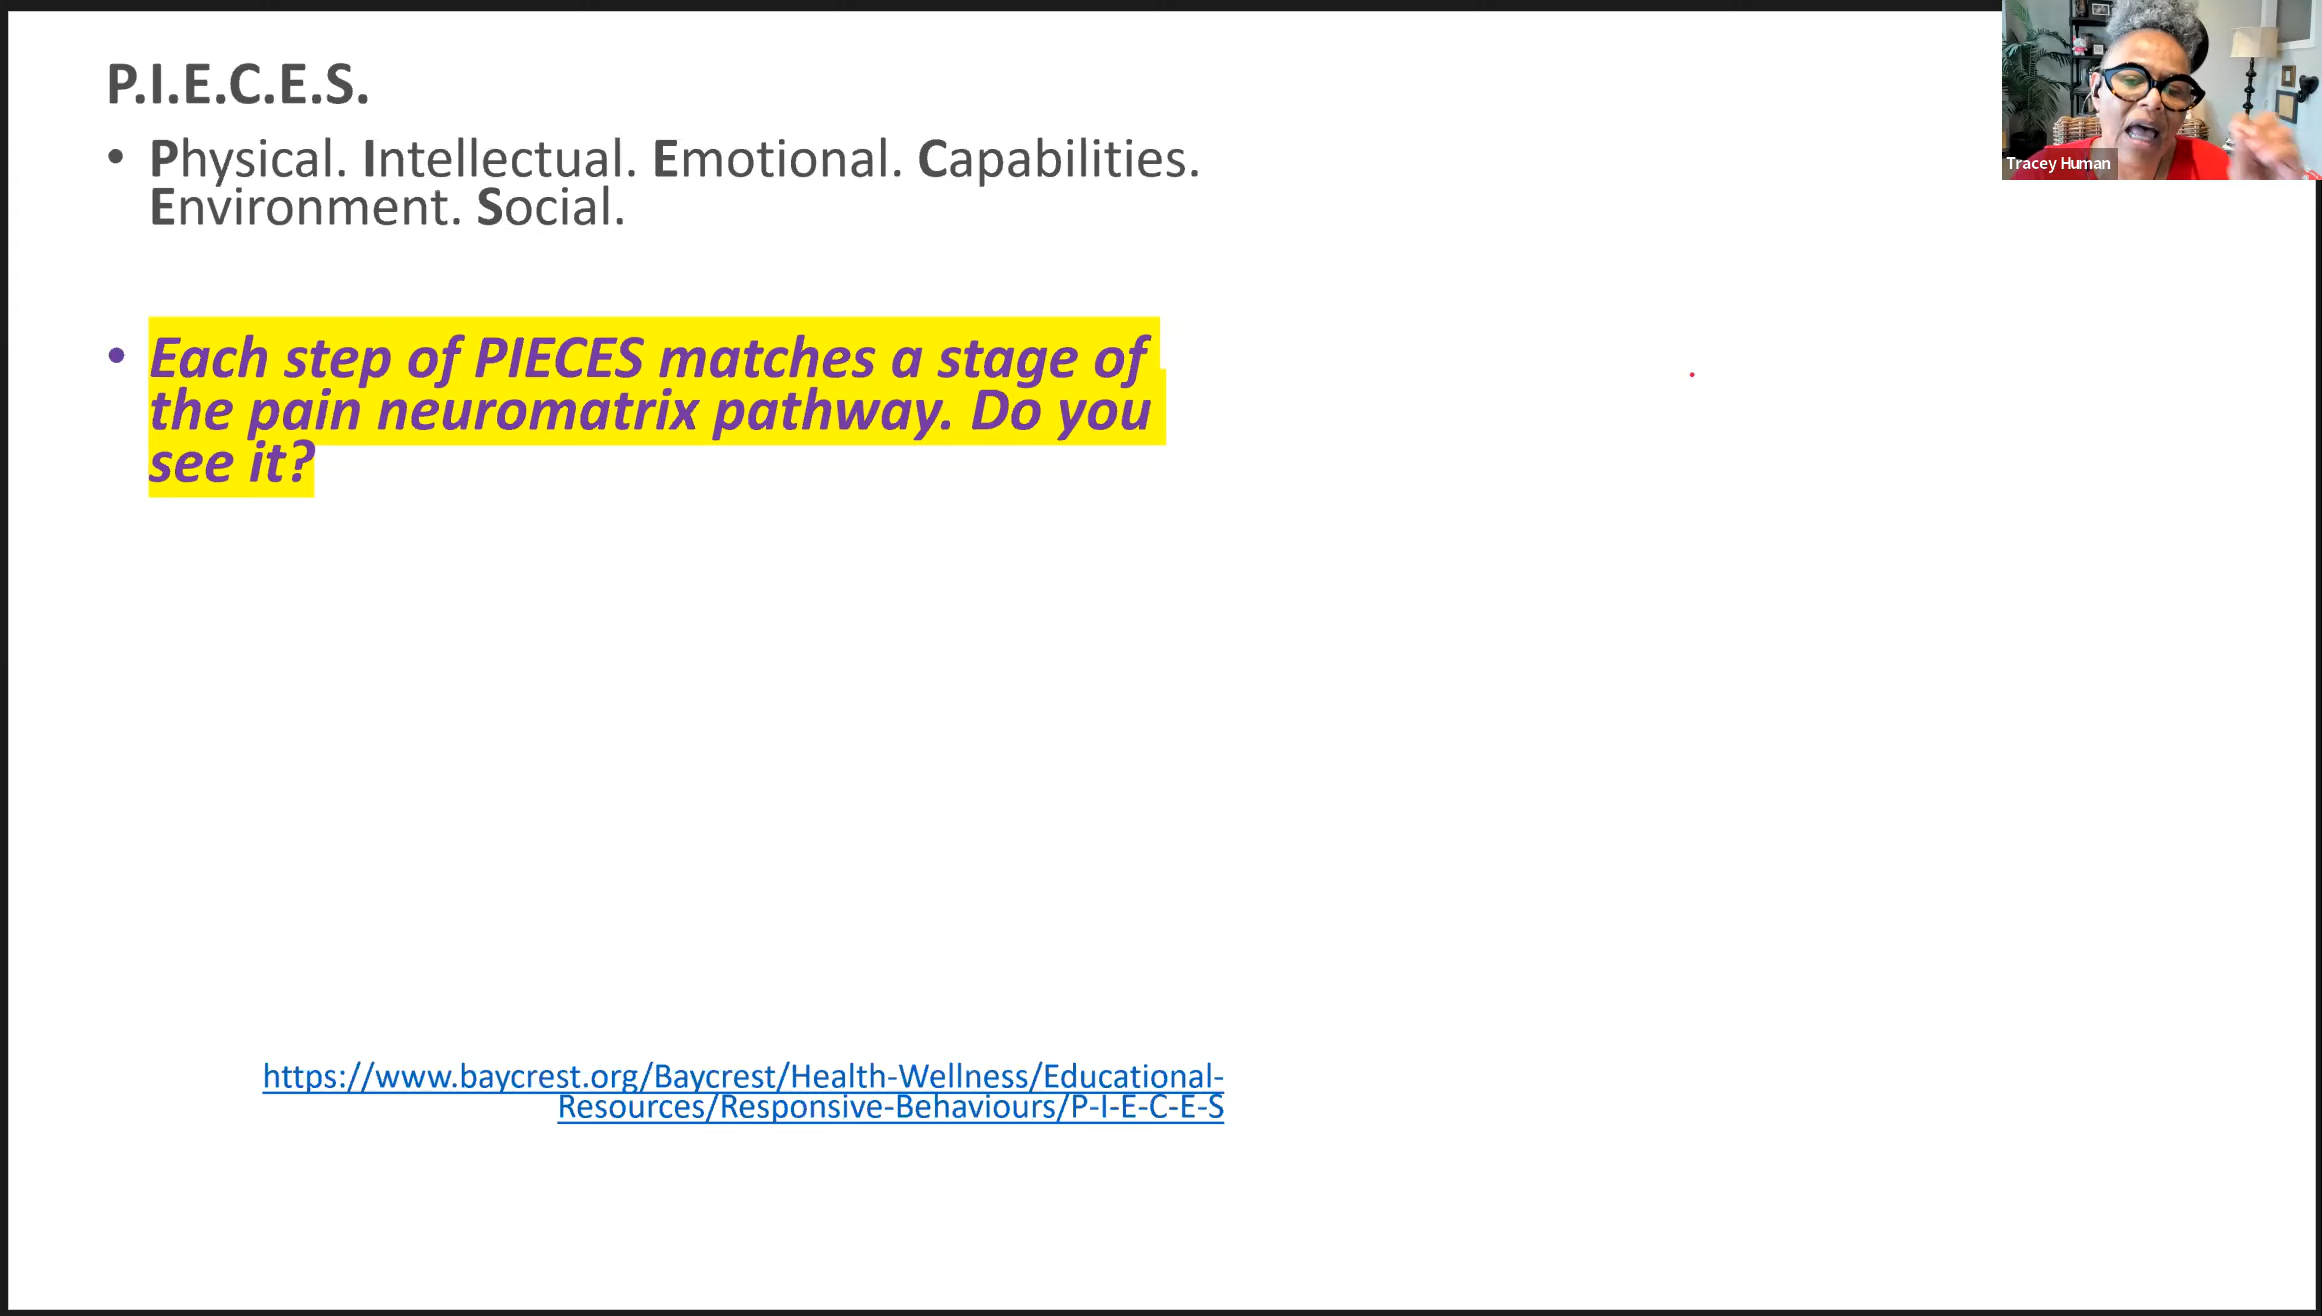 P.I.E.C.E.S.
• Physical. Intellectual. Emotional. Capabilities.
Environment. Social.
• Each step of PIECES matches a stage of
the pain neuromatrix pathway. Do you
see it?
https://www.baycrest.org/Baycrest/Health-Wellness/Educational-
Resources/Responsive-Behaviours/P-I-E-C-E-S
Tracey Human